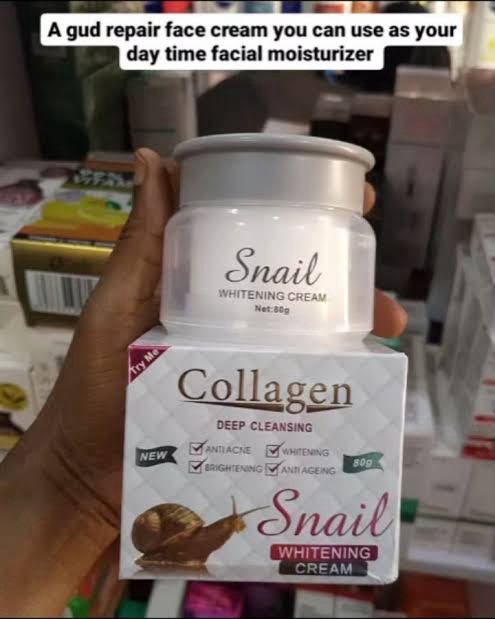 A gud repair face cream you can use as your
day time facial moisturizer
Snail
WHITENING CREAM
Net:80g
Try Me
Collagen
DEEP CLEANSING
NEW
ANTI ACNE
WHITENING
BRIGHTENING
ANTI AGEING
80g
Snail
WHITENING
CREAM